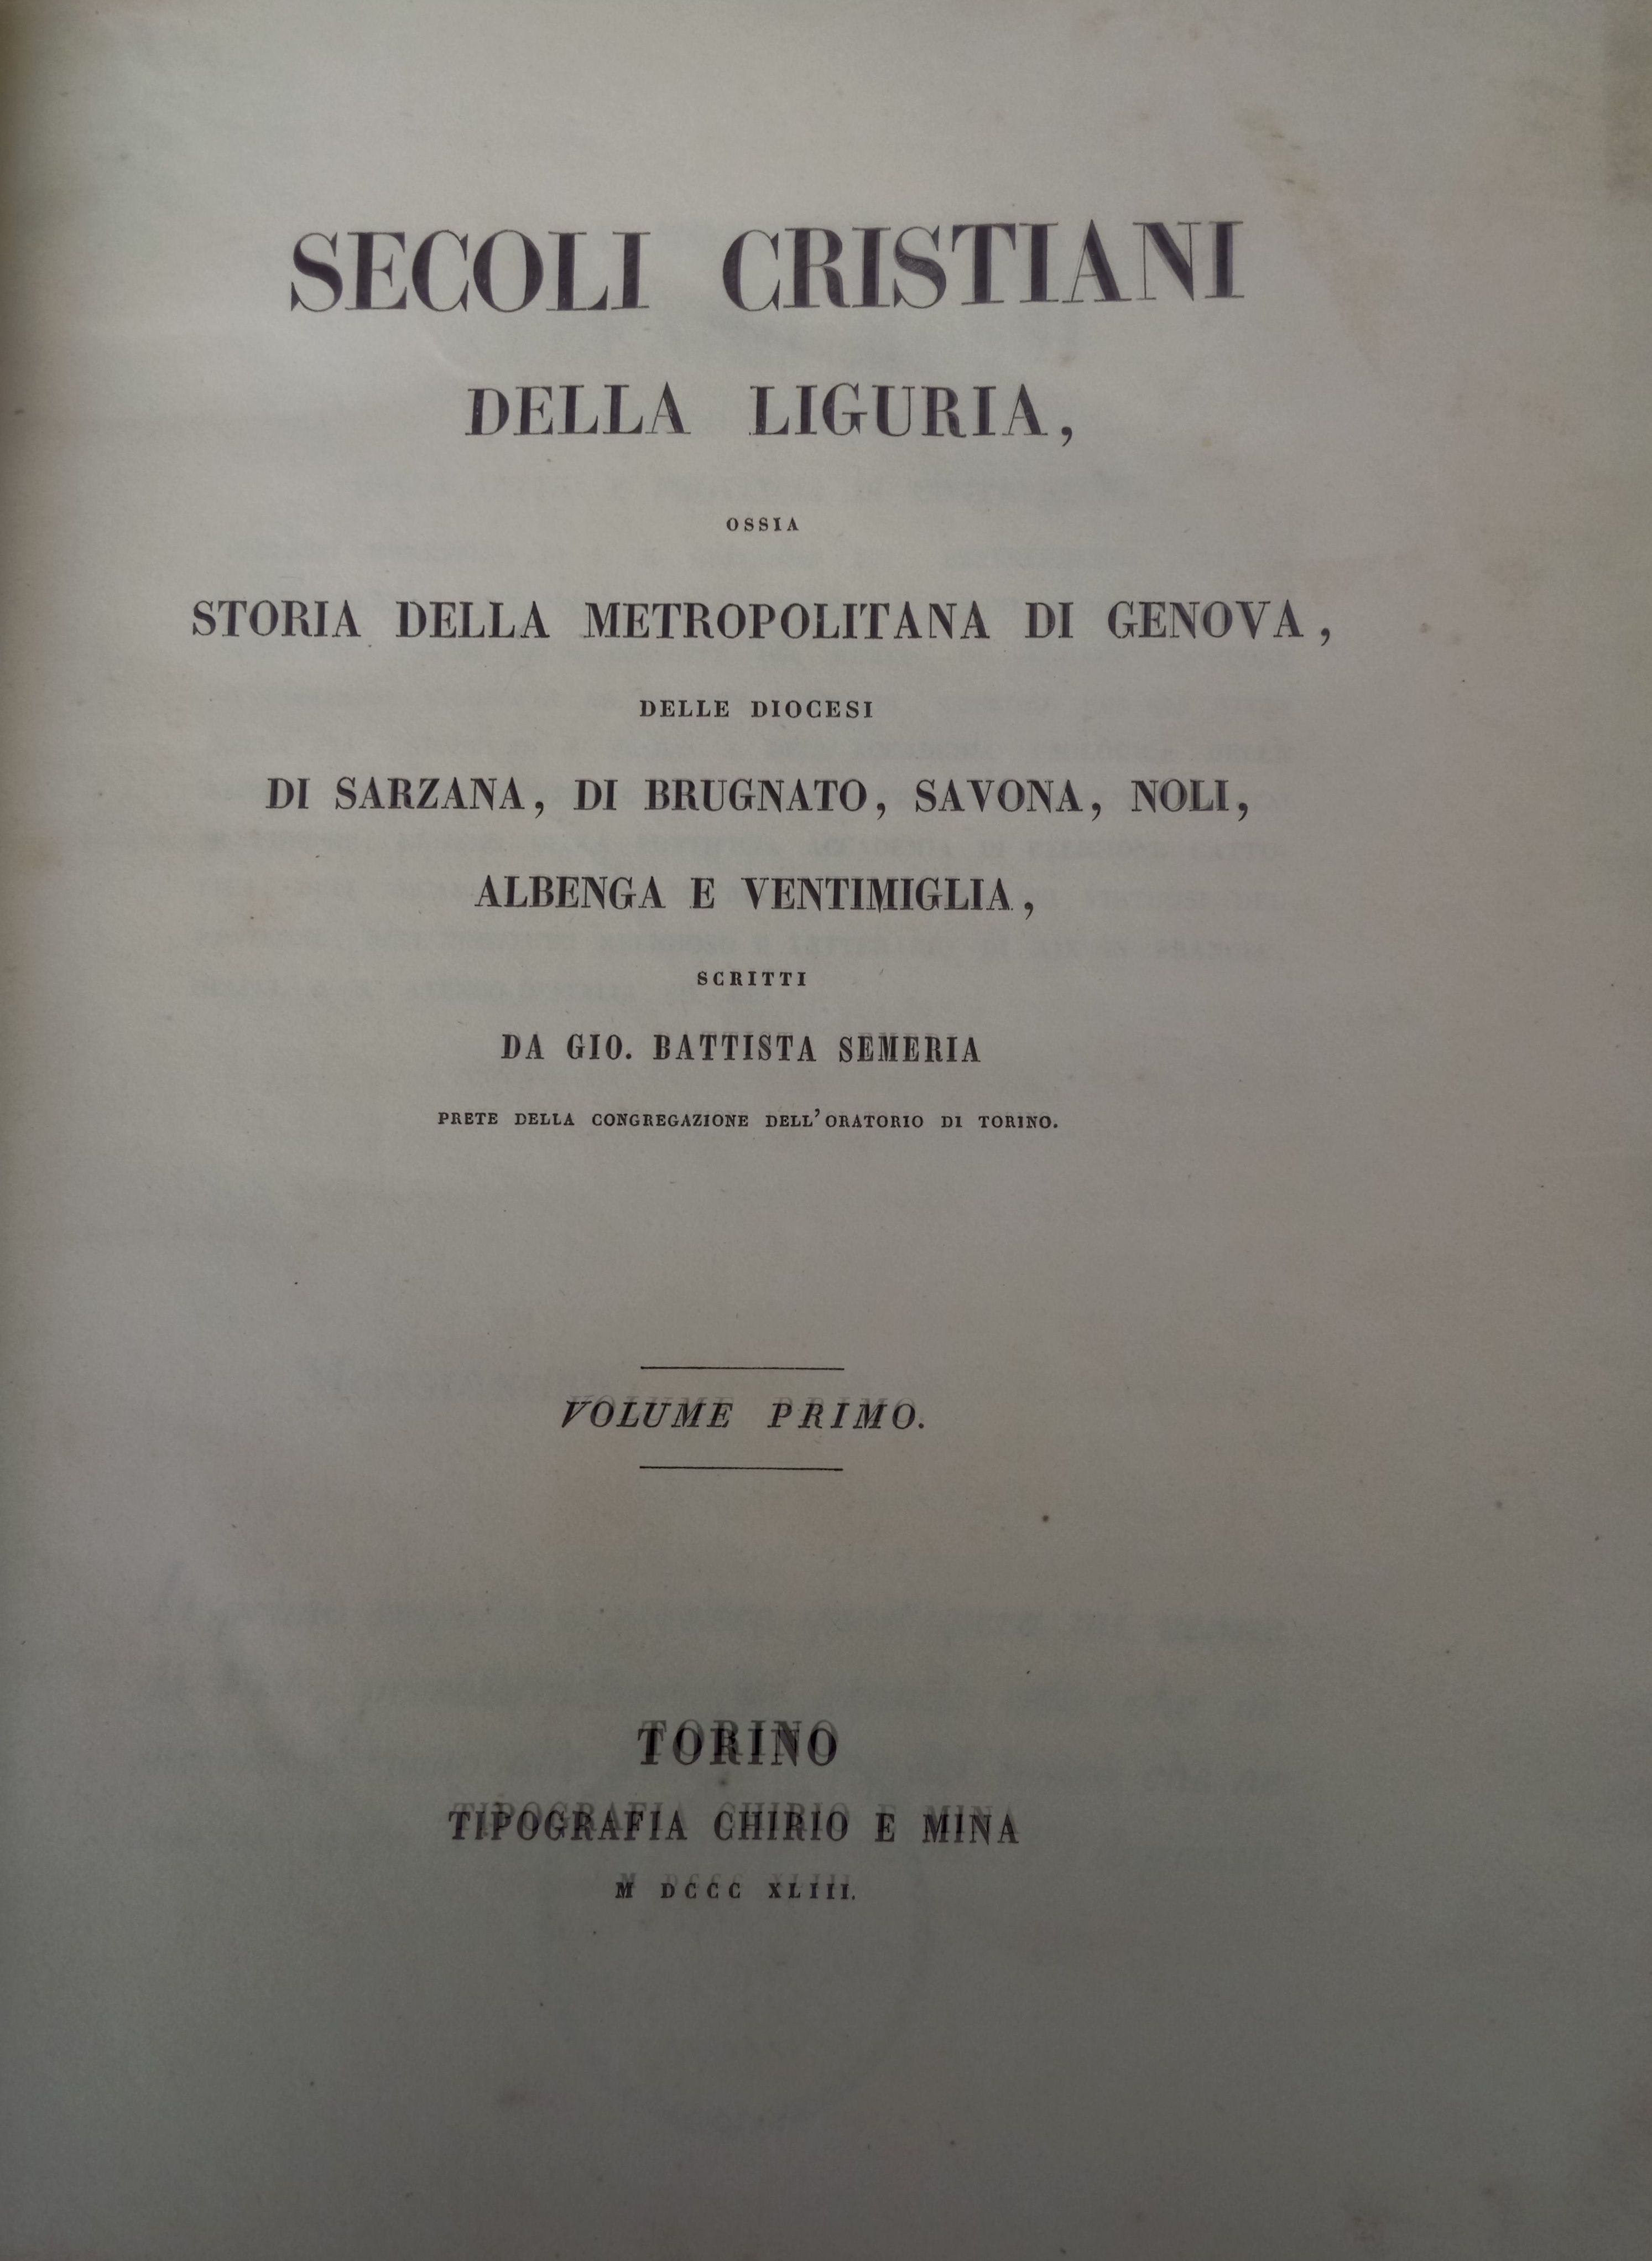 SECOLI CRISTIANI
DELLA LIGURIA,
OSSIA
STORIA DELLA METROPOLITANA DI GENOVA,
DELLE DIOCESI
DI SARZANA, DI BRUGNATO, SAVONA, NOLI,
ALBENGA E VENTIMIGLIA,
SCRITTI
DA GIO. BATTISTA SEMERIA
PRETE DELLA CONGREGAZIONE DELL'ORATORIO DI TORINO.
VOLUME PRIMO.
TORINO
TIPOGRAFIA CHIRIO E MINA
M DCCC XLIII.